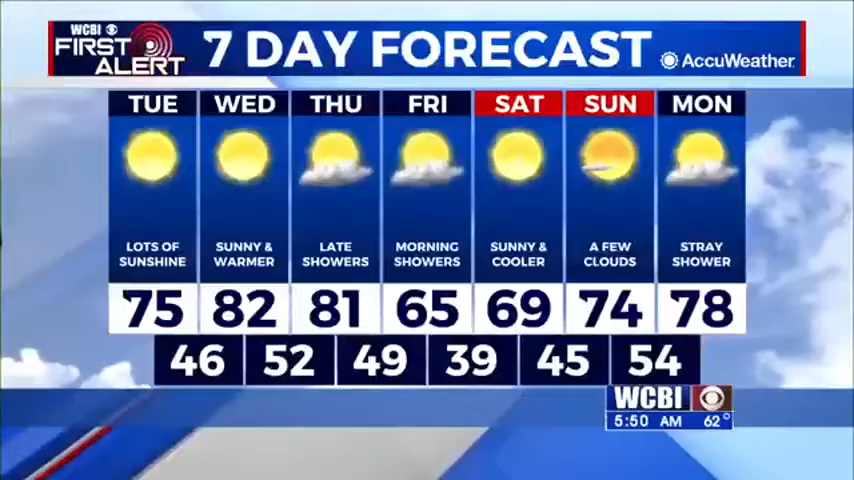 WCBI
FIRST
ALERT
7 DAY FORECAST
AccuWeather
TUE WED THU FRI SAT SUN MON
LOTS OF SUNSHINE
SUNNY & WARMER
LATE SHOWERS
MORNING SHOWERS
SUNNY & COOLER
A FEW CLOUDS
STRAY SHOWER
75 82 81 65 69 74 78
46 52 49 39 45 54
WCBI
5:50 AM 62°